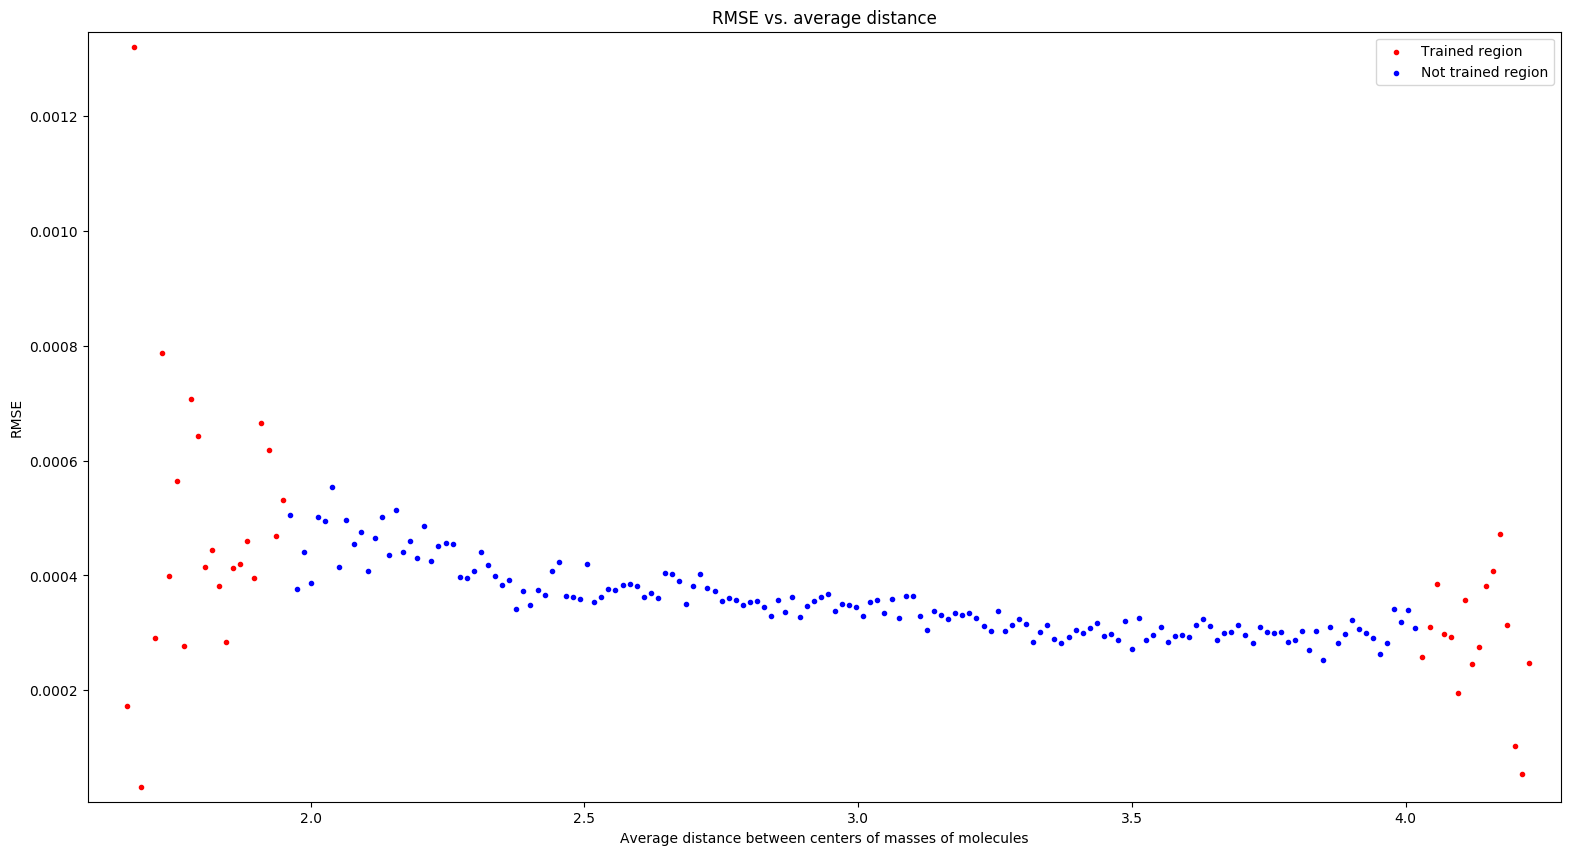 RMSE vs. average distance
Trained region
Not trained region
0.0012
0.0010
0.0008
0.0006
0.0004
0.0002
RMSE
2.0
2.5
3.0
3.5
4.0
Average distance between centers of masses of molecules